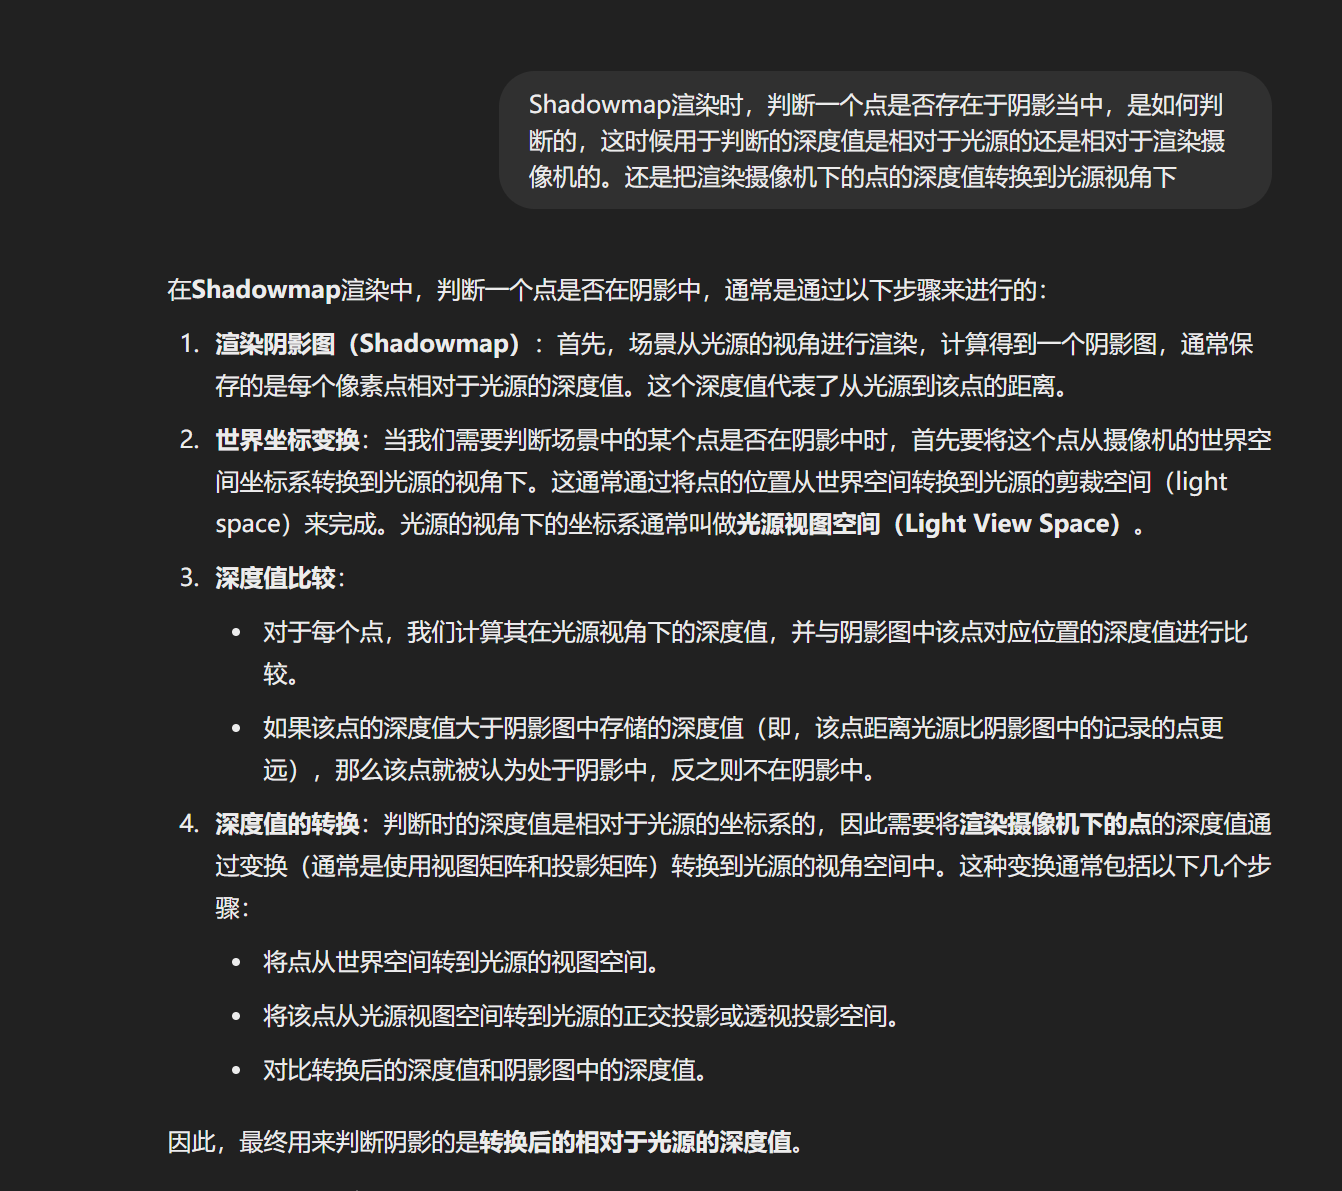 Shadowmap渲染时，判断一个点是否存在于阴影当中，是如何判
断的，这时候用于判断的深度值是相对于光源的还是相对于渲染摄
像机的。还是把渲染摄像机下的点的深度值转换到光源视角下
在Shadowmap渲染中，判断一个点是否在阴影中，通常是通过以下步骤来进行的：
1. 渲染阴影图（Shadowmap）：首先，场景从光源的视角进行渲染，计算得到一个阴影图，通常保
存的是每个像素点相对于光源的深度值。这个深度值代表了从光源到该点的距离。
2. 世界坐标变换：当我们需要判断场景中的某个点是否在阴影中时，首先要将这个点从摄像机的世界空
间坐标系转换到光源的视角下。这通常通过将点的位置从世界空间转换到光源的剪裁空间（light
space）来完成。光源的视角下的坐标系通常叫做光源视图空间（Light View Space）。
3. 深度值比较：
• 对于每个点，我们计算其在光源视角下的深度值，并与阴影图中该点对应位置的深度值进行比
较。
• 如果该点的深度值大于阴影图中存储的深度值（即，该点距离光源比阴影图中的记录的点更
远），那么该点就被认为处于阴影中，反之则不在阴影中。
4. 深度值的转换：判断时的深度值是相对于光源的坐标系的，因此需要将渲染摄像机下的点的深度值通
过变换（通常是使用视图矩阵和投影矩阵）转换到光源的视角空间中。这种变换通常包括以下几个步
骤：
• 将点从世界空间转到光源的视图空间。
• 将该点从光源视图空间转到光源的正交投影或透视投影空间。
• 对比转换后的深度值和阴影图中的深度值。
因此，最终用来判断阴影的是转换后的相对于光源的深度值。